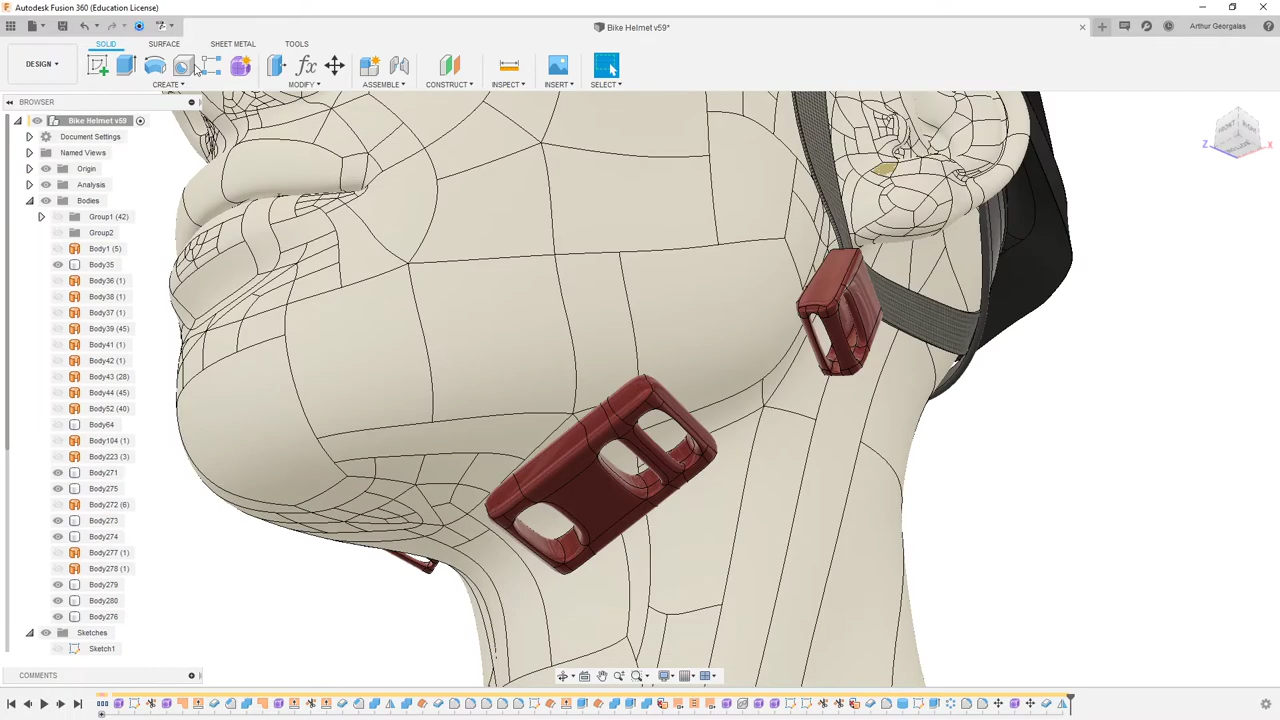 Autodesk Fusion 360 (Education License)
Bike Helmet v59*
Arthur Georgalas
SOLID SURFACE SHEET METAL TOOLS
DESIGN
CREATE MODIFY ASSEMBLE CONSTRUCT INSPECT INSERT SELECT
BROWSER
Bike Helmet v59
Document Settings
Named Views
Origin
Analysis
Bodies
Group1 (42)
Group2
Body1 (5)
Body35
Body36 (1)
Body38 (1)
Body37 (1)
Body39 (45)
Body41 (1)
Body42 (1)
Body43 (28)
Body44 (45)
Body52 (40)
Body64
Body104 (1)
Body223 (3)
Body271
Body275
Body272 (6)
Body273
Body274
Body277 (1)
Body278 (1)
Body279
Body280
Body276
Sketches
Sketch1
COMMENTS
Z
X